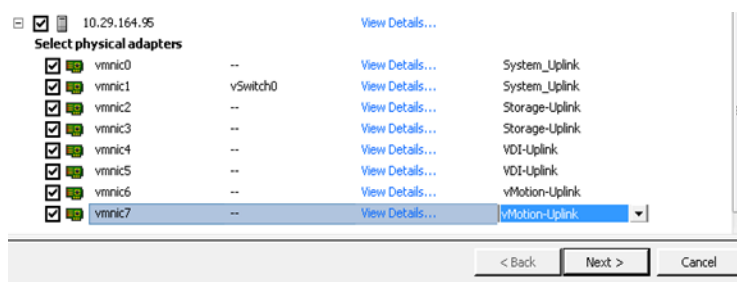 10.29.164.95 View Details...
Select physical adapters
vmnic0 -- View Details... System_Uplink
vmnic1 vSwitch0 View Details... System_Uplink
vmnic2 -- View Details... Storage-Uplink
vmnic3 -- View Details... Storage-Uplink
vmnic4 -- View Details... VDI-Uplink
vmnic5 -- View Details... VDI-Uplink
vmnic6 -- View Details... vMotion-Uplink
vmnic7 -- View Details... vMotion-Uplink
< Back Next > Cancel